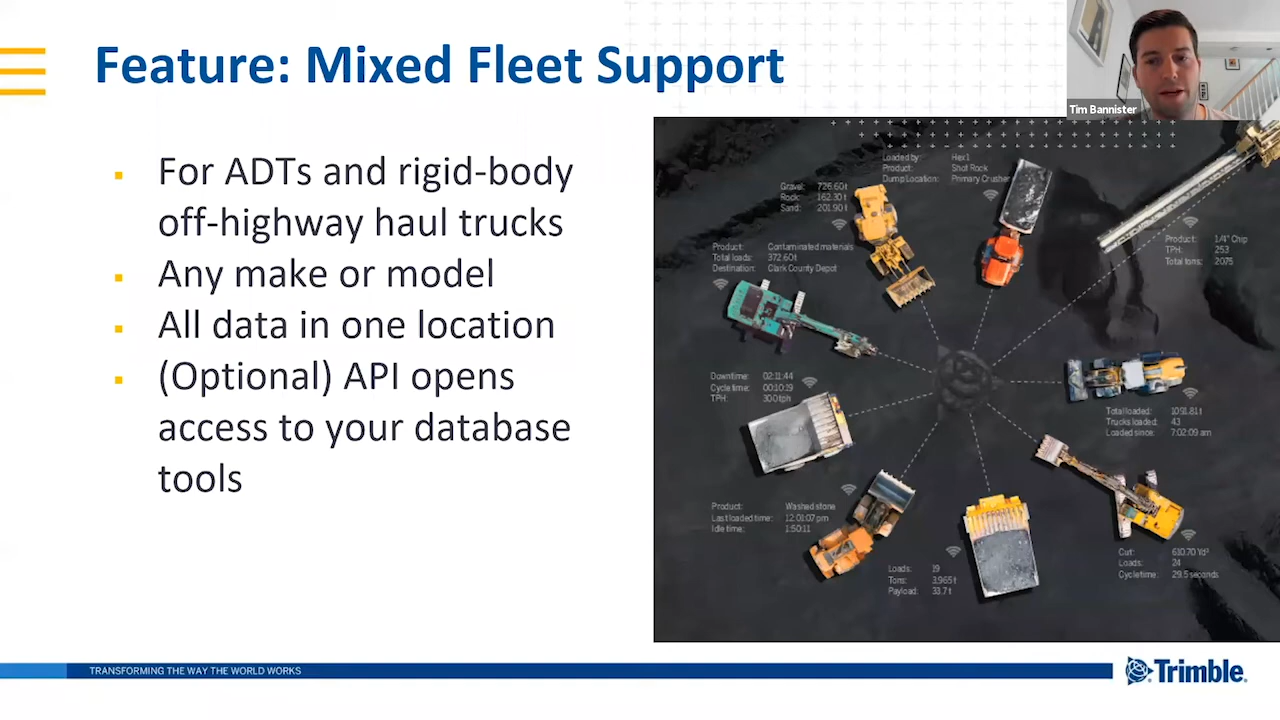 Feature: Mixed Fleet Support
Tim Bannister
▪ For ADTs and rigid-body
off-highway haul trucks
▪ Any make or model
▪ All data in one location
▪ (Optional) API opens
access to your database
tools
Loaded by: Hex1
Product: Shot Rock
Dump Location: Primary Crusher
Gravel: 726.60t
Rock: 162.30t
Sand: 201.90t
Product: 1/4" Chip
TPH: 253
Total tons: 2075
Product: Contaminated materials
Total loads: 372.60t
Destination: Clark County Depot
Downtime: 02:11:44
Cycle time: 00:10:19
TPH: 300tph
Total loaded: 1091.81t
Trucks loaded: 43
Loaded since: 7:02:09 am
Product: Washed stone
Last loaded time: 12:01:07 pm
Idle time: 1:50:11
Cut: 610.70 Yd³
Loads: 24
Cycle time: 29.5 seconds
Loads: 19
Tons: 3,965t
Payload: 33.7t
TRANSFORMING THE WAY THE WORLD WORKS
Trimble